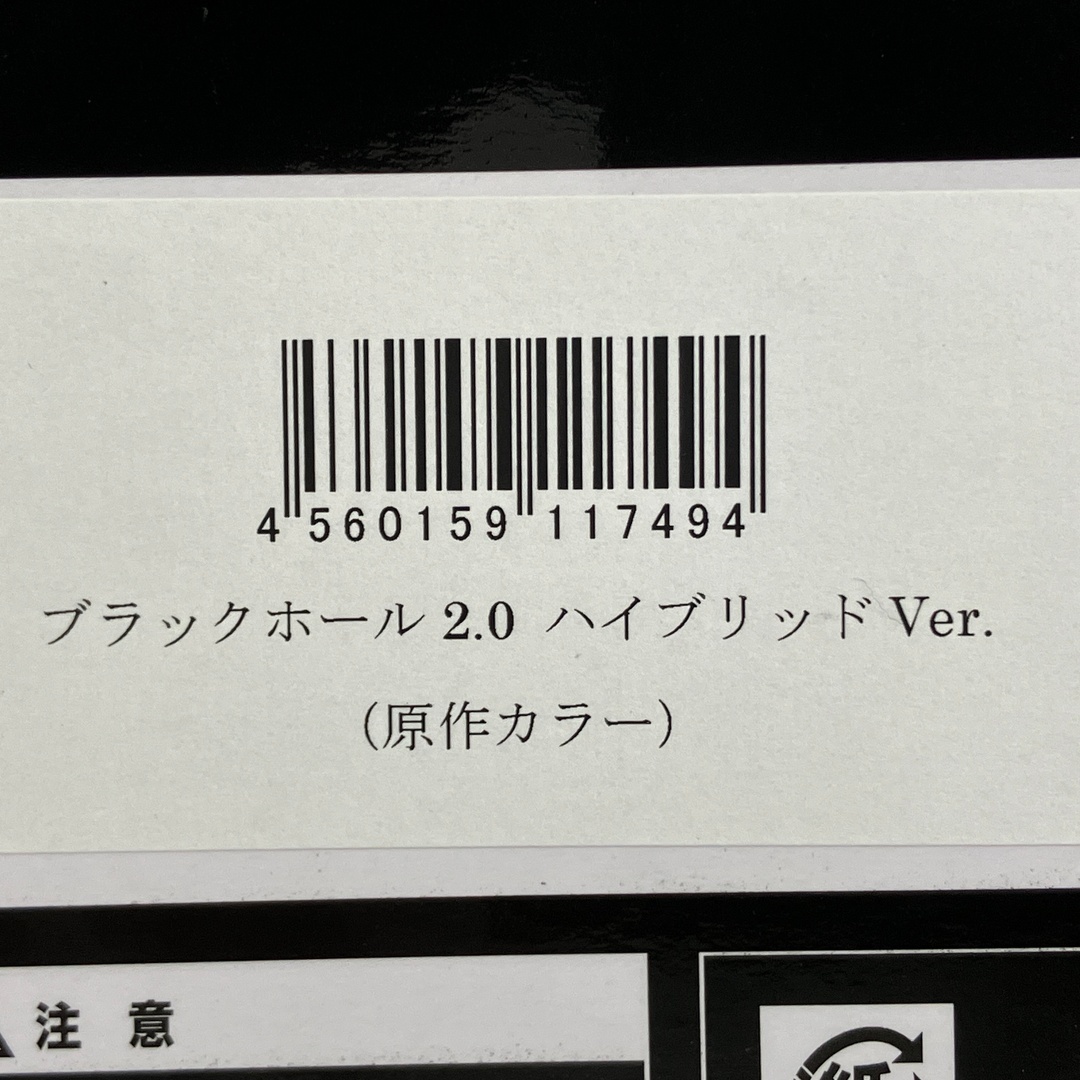 4 560159 117494
ブラックホール 2.0 ハイブリッド Ver.
(原作カラー)
注 意
紙